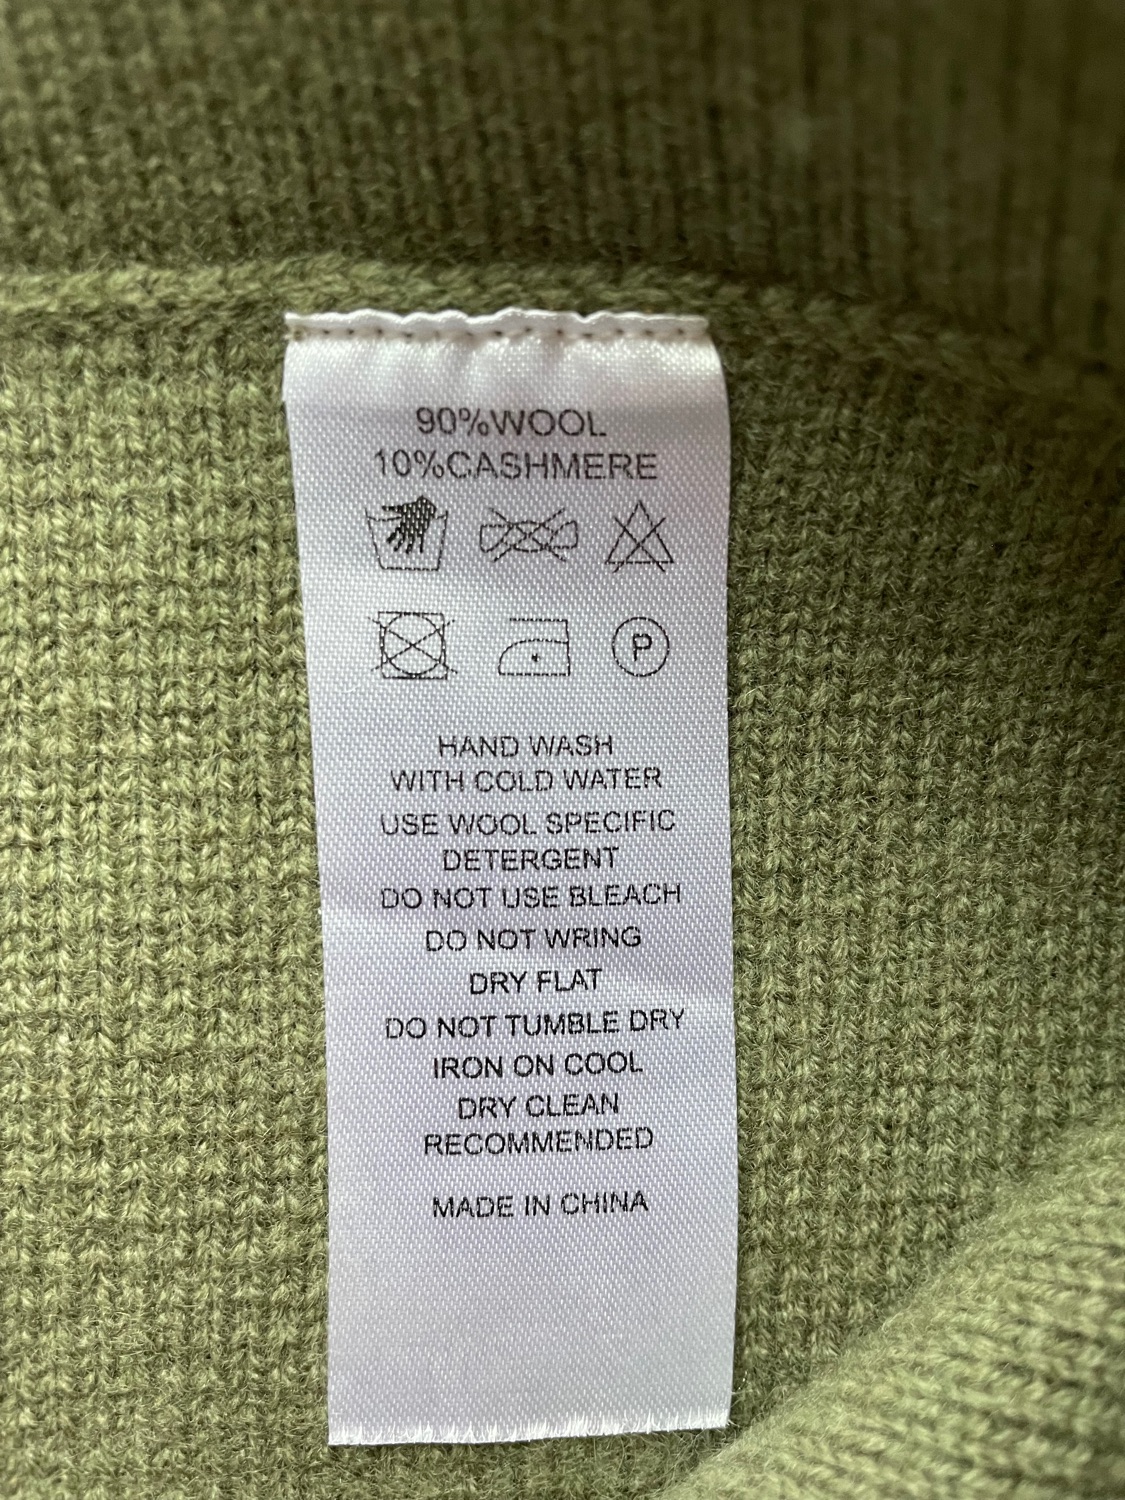 90%WOOL
10%CASHMERE
P
HAND WASH
WITH COLD WATER
USE WOOL SPECIFIC
DETERGENT
DO NOT USE BLEACH
DO NOT WRING
DRY FLAT
DO NOT TUMBLE DRY
IRON ON COOL
DRY CLEAN
RECOMMENDED
MADE IN CHINA